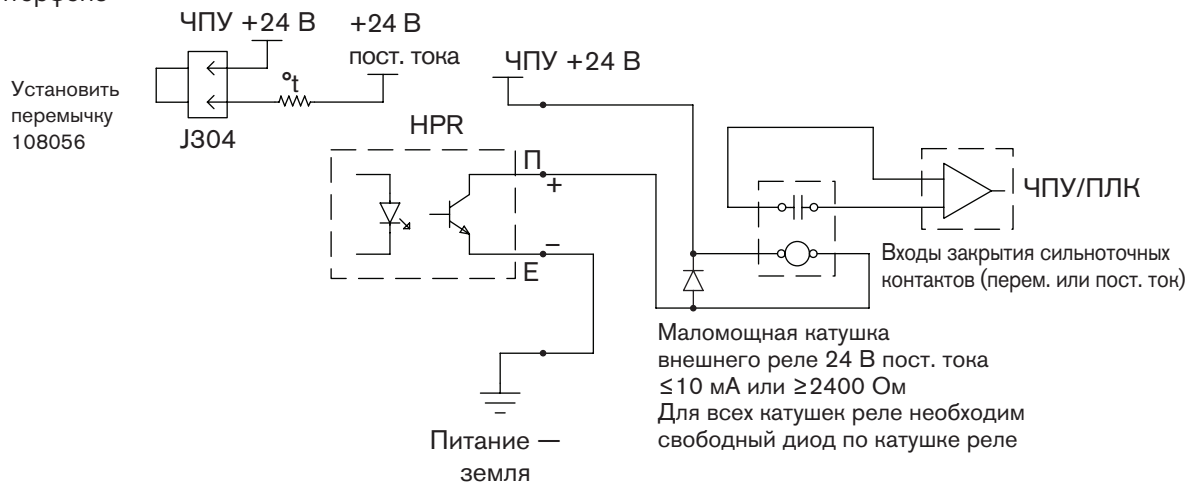 ЧПУ +24 В
+24 В
пост. тока
ЧПУ +24 В
Установить
перемычку
108056
°t
J304
HPR
П
+
–
E
ЧПУ/ПЛК
Входы закрытия сильноточных
контактов (перем. или пост. ток)
Маломощная катушка
внешнего реле 24 В пост. тока
≤10 мА или ≥2400 Ом
Для всех катушек реле необходим
свободный диод по катушке реле
Питание —
земля